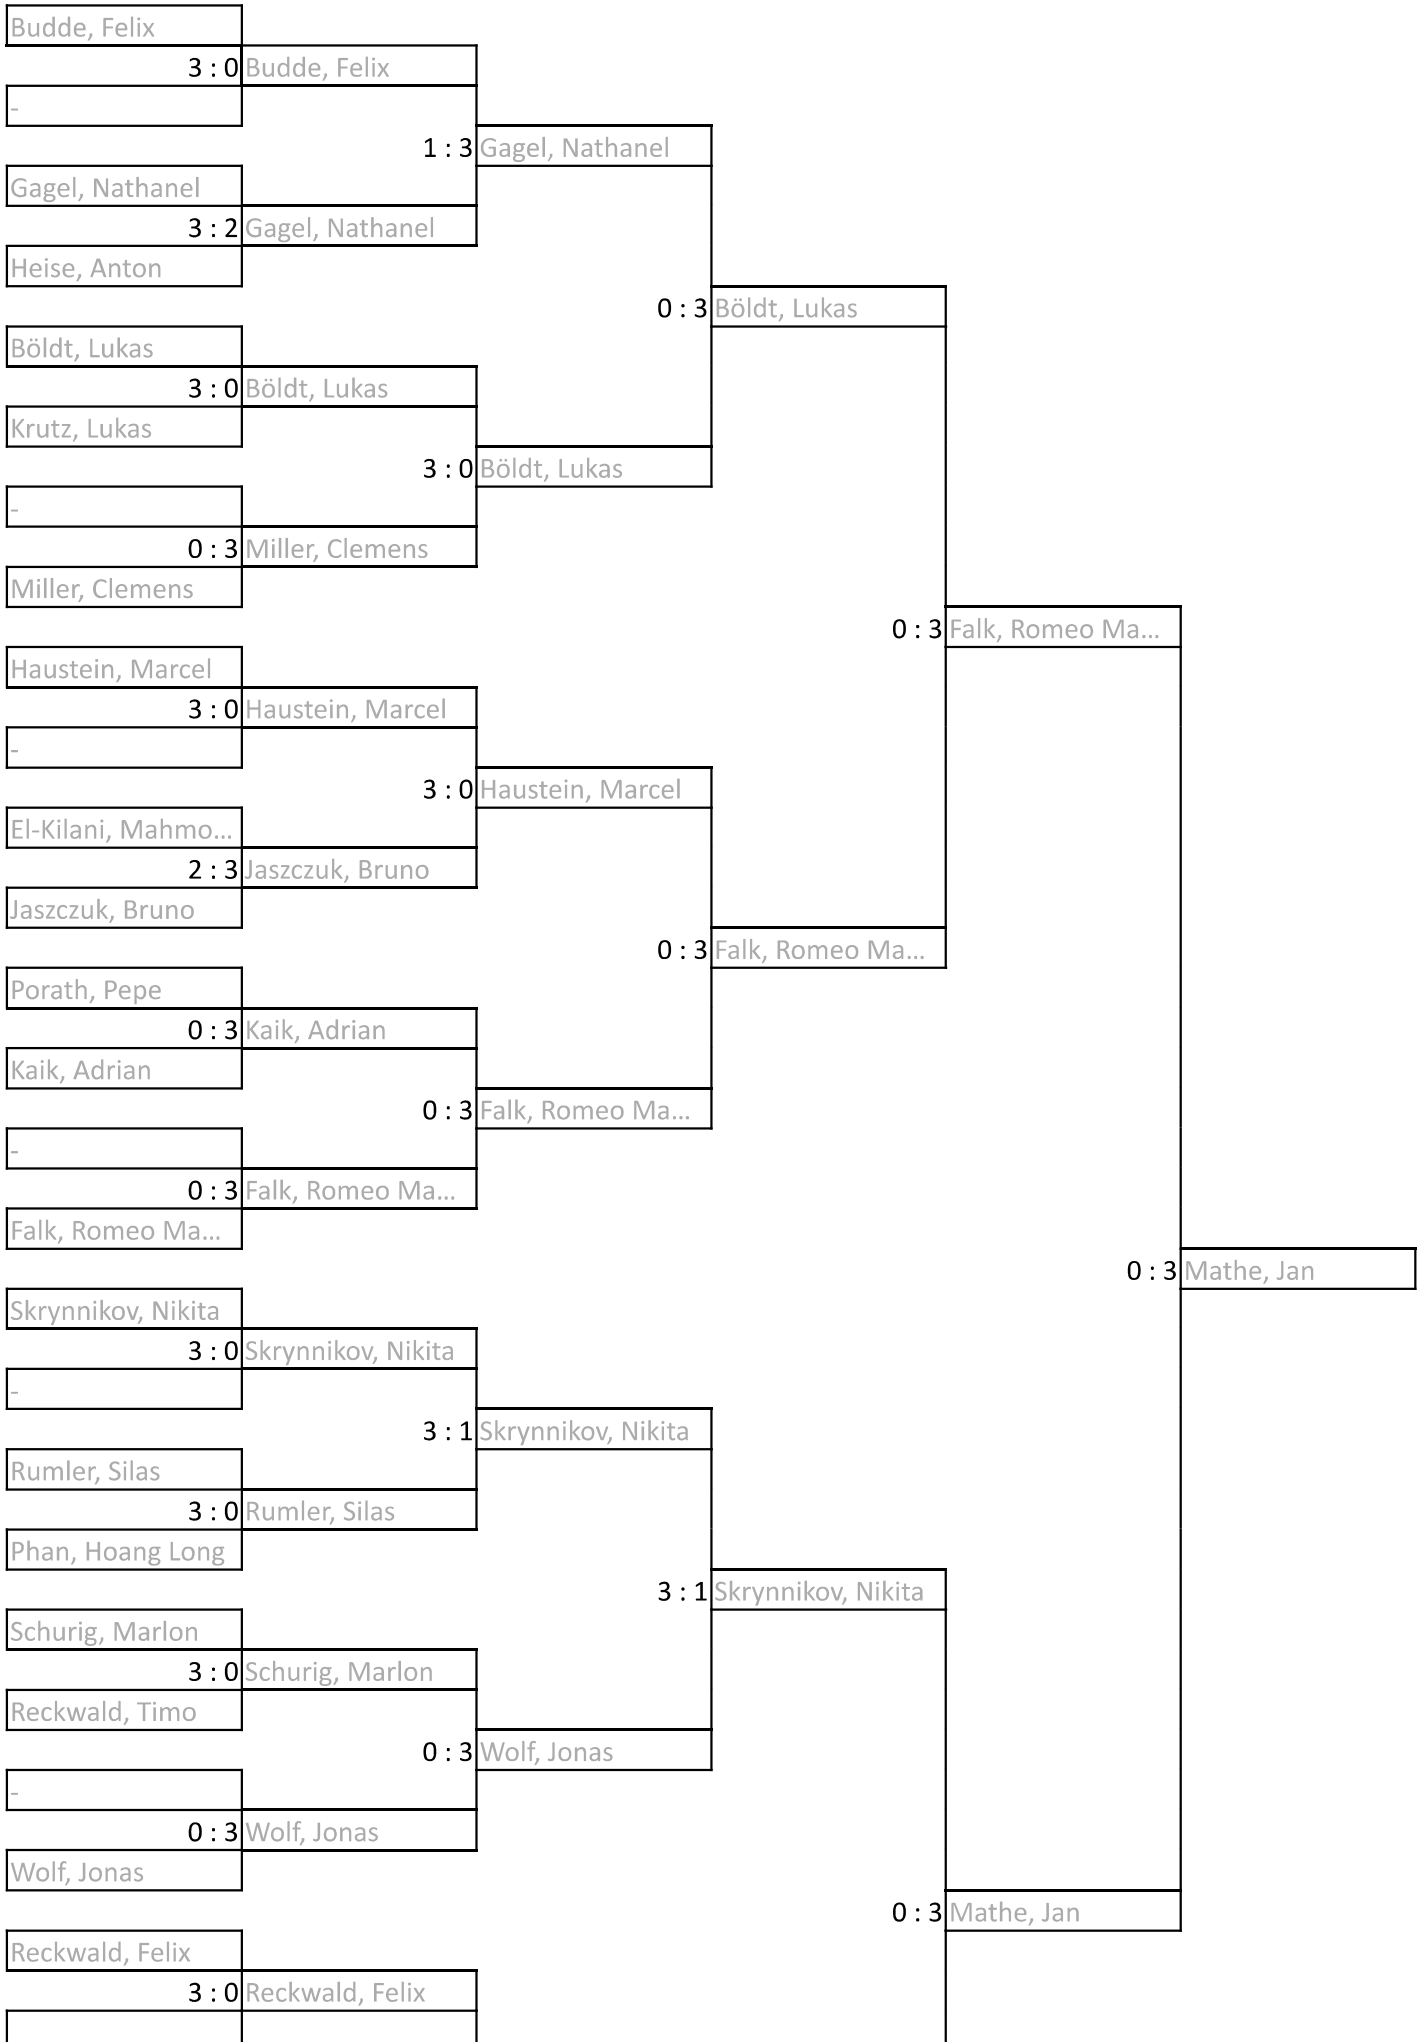 Budde, Felix
3 : 0 Budde, Felix
-
1 : 3 Gagel, Nathanel
Gagel, Nathanel
3 : 2 Gagel, Nathanel
Heise, Anton
0 : 3 Böldt, Lukas
Böldt, Lukas
3 : 0 Böldt, Lukas
Krutz, Lukas
3 : 0 Böldt, Lukas
-
0 : 3 Miller, Clemens
Miller, Clemens
0 : 3 Falk, Romeo Ma...
Haustein, Marcel
3 : 0 Haustein, Marcel
-
3 : 0 Haustein, Marcel
El-Kilani, Mahmo...
2 : 3 Jaszczuk, Bruno
Jaszczuk, Bruno
0 : 3 Falk, Romeo Ma...
Porath, Pepe
0 : 3 Kaik, Adrian
Kaik, Adrian
0 : 3 Falk, Romeo Ma...
-
0 : 3 Falk, Romeo Ma...
Falk, Romeo Ma...
0 : 3 Mathe, Jan
Skrynnikov, Nikita
3 : 0 Skrynnikov, Nikita
-
3 : 1 Skrynnikov, Nikita
Rumler, Silas
3 : 0 Rumler, Silas
Phan, Hoang Long
3 : 1 Skrynnikov, Nikita
Schurig, Marlon
3 : 0 Schurig, Marlon
Reckwald, Timo
0 : 3 Wolf, Jonas
-
0 : 3 Wolf, Jonas
Wolf, Jonas
0 : 3 Mathe, Jan
Reckwald, Felix
3 : 0 Reckwald, Felix